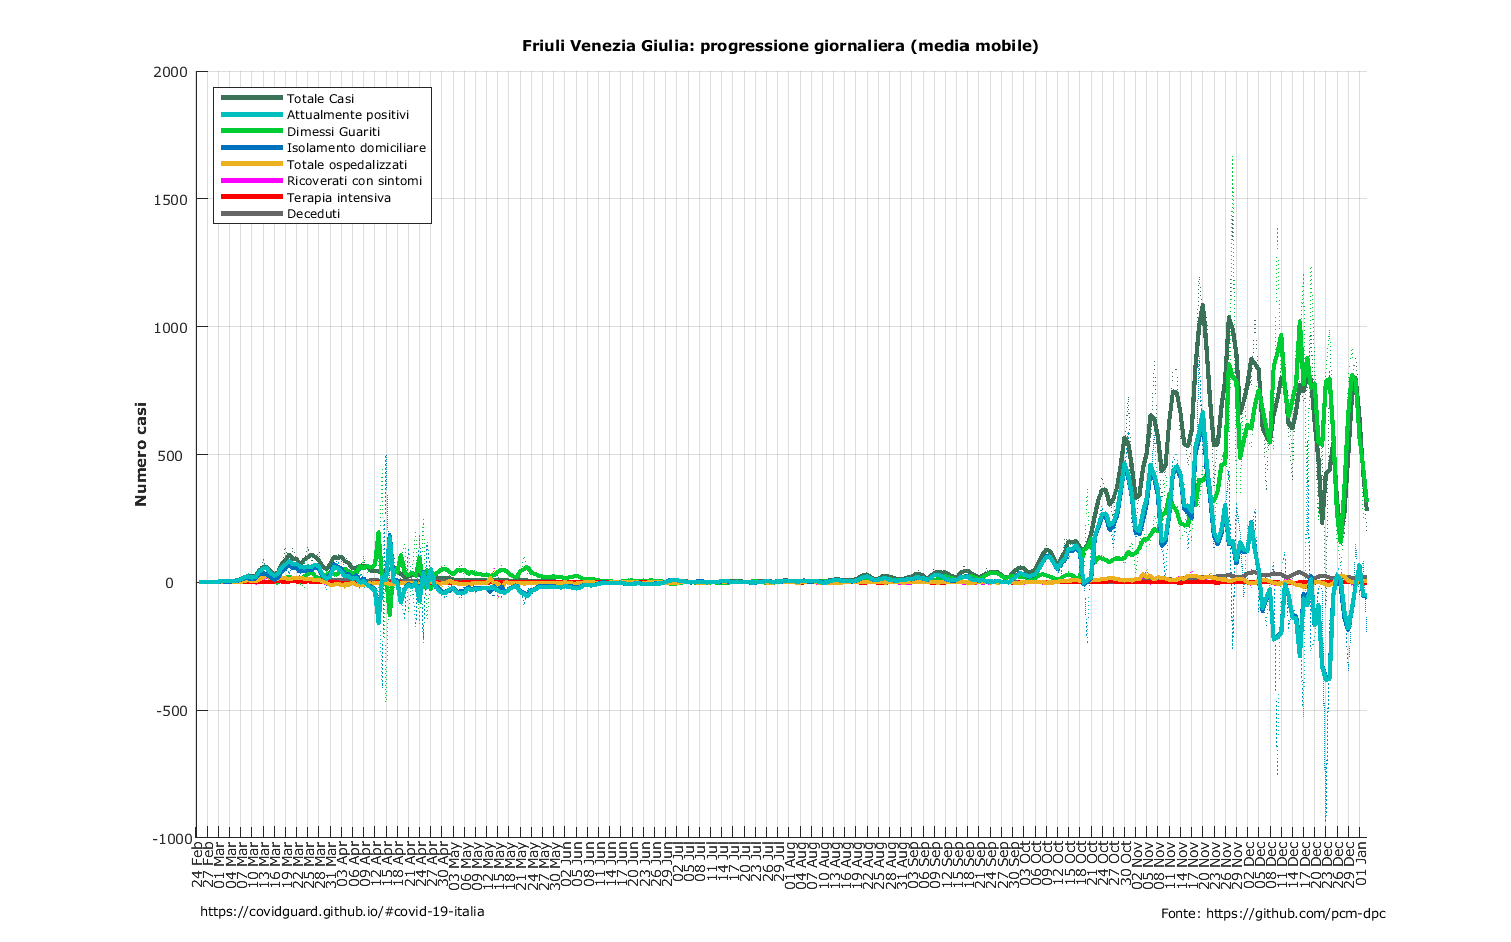 Friuli Venezia Giulia: progressione giornaliera (media mobile)
2000
1500
1000
500
0
-500
-1000
Numero casi
Totale Casi
Attualmente positivi
Dimessi Guariti
Isolamento domiciliare
Totale ospedalizzati
Ricoverati con sintomi
Terapia intensiva
Deceduti
24 Feb
27 Feb
01 Mar
04 Mar
07 Mar
10 Mar
13 Mar
16 Mar
19 Mar
22 Mar
25 Mar
28 Mar
31 Mar
03 Apr
06 Apr
09 Apr
12 Apr
15 Apr
18 Apr
21 Apr
24 Apr
27 Apr
30 Apr
03 May
06 May
09 May
12 May
15 May
18 May
21 May
24 May
27 May
30 May
02 Jun
05 Jun
08 Jun
11 Jun
14 Jun
17 Jun
20 Jun
23 Jun
26 Jun
29 Jun
02 Jul
05 Jul
08 Jul
11 Jul
14 Jul
17 Jul
20 Jul
23 Jul
26 Jul
29 Jul
01 Aug
04 Aug
07 Aug
10 Aug
13 Aug
16 Aug
19 Aug
22 Aug
25 Aug
28 Aug
31 Aug
03 Sep
06 Sep
09 Sep
12 Sep
15 Sep
18 Sep
21 Sep
24 Sep
27 Sep
30 Sep
03 Oct
06 Oct
09 Oct
12 Oct
15 Oct
18 Oct
21 Oct
24 Oct
27 Oct
30 Oct
02 Nov
05 Nov
08 Nov
11 Nov
14 Nov
17 Nov
20 Nov
23 Nov
26 Nov
29 Nov
02 Dec
05 Dec
08 Dec
11 Dec
14 Dec
17 Dec
20 Dec
23 Dec
26 Dec
29 Dec
01 Jan
https://covidguard.github.io/#covid-19-italia
Fonte: https://github.com/pcm-dpc